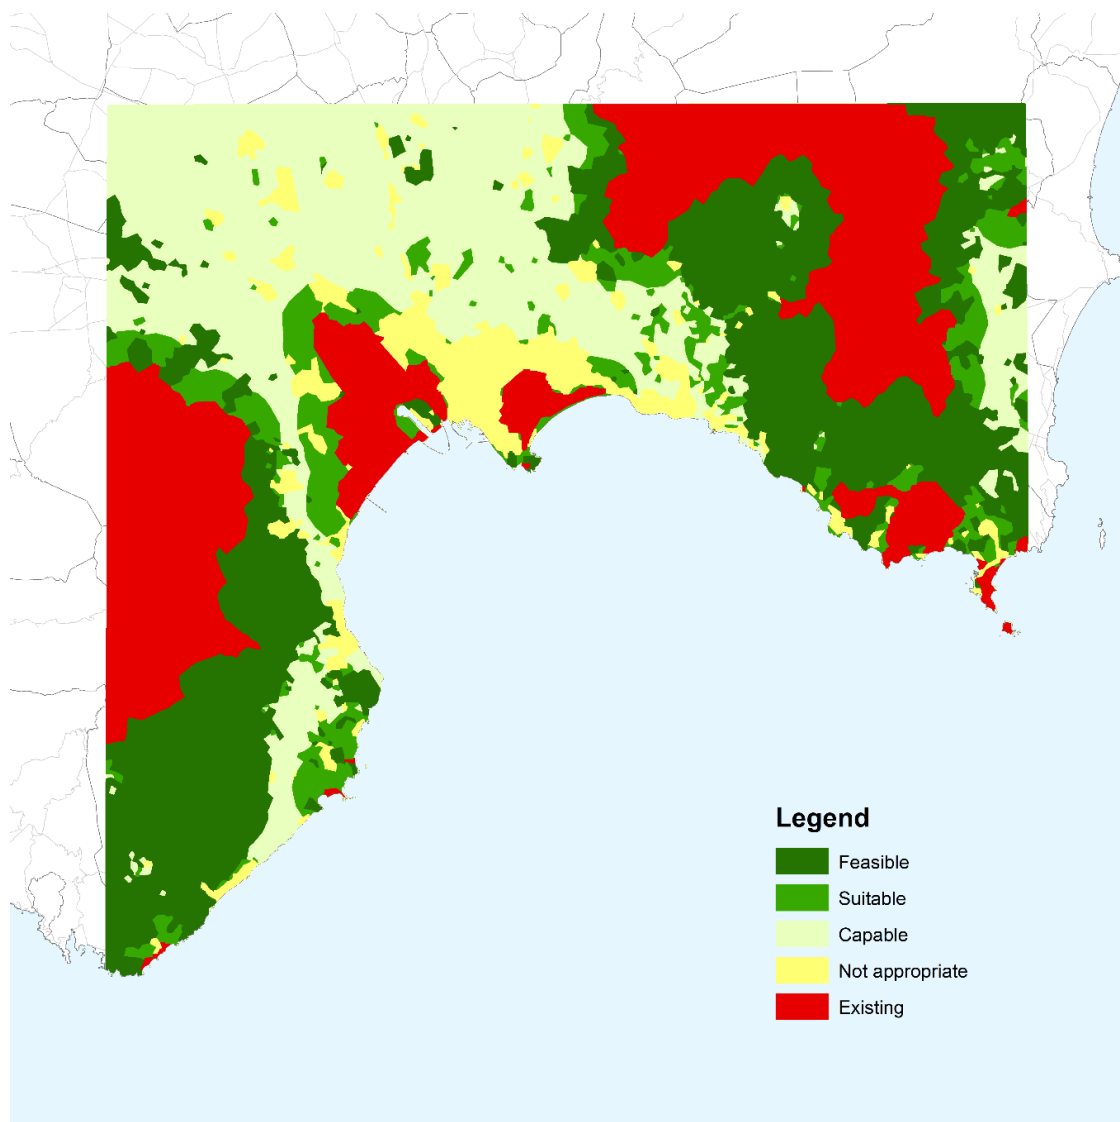 Legend
Feasible
Suitable
Capable
Not appropriate
Existing